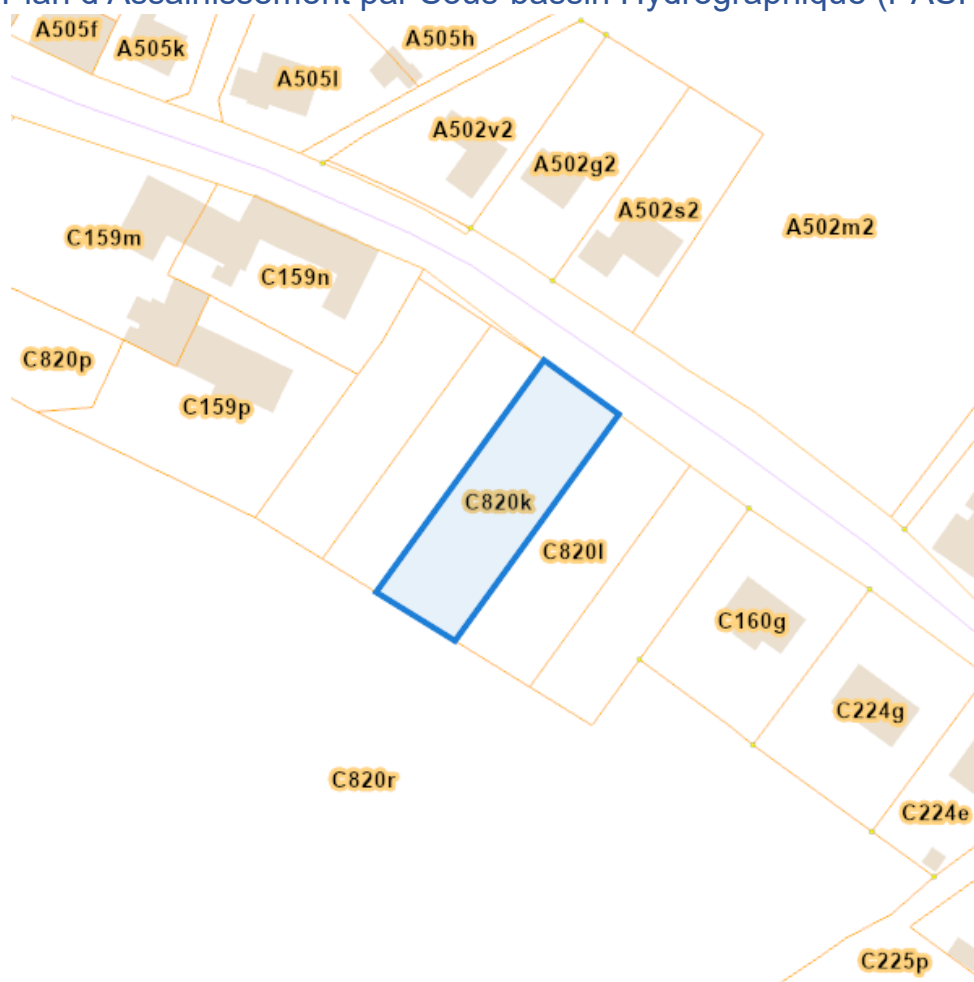 Plan d'Assainissement par Sous-bassin Hydrographique (PASH
A505f
A505k
A505h
A505l
A502v2
A502g2
A502s2
A502m2
C159m
C159n
C820p
C159p
C820k
C820l
C160g
C224g
C820r
C224e
C225p